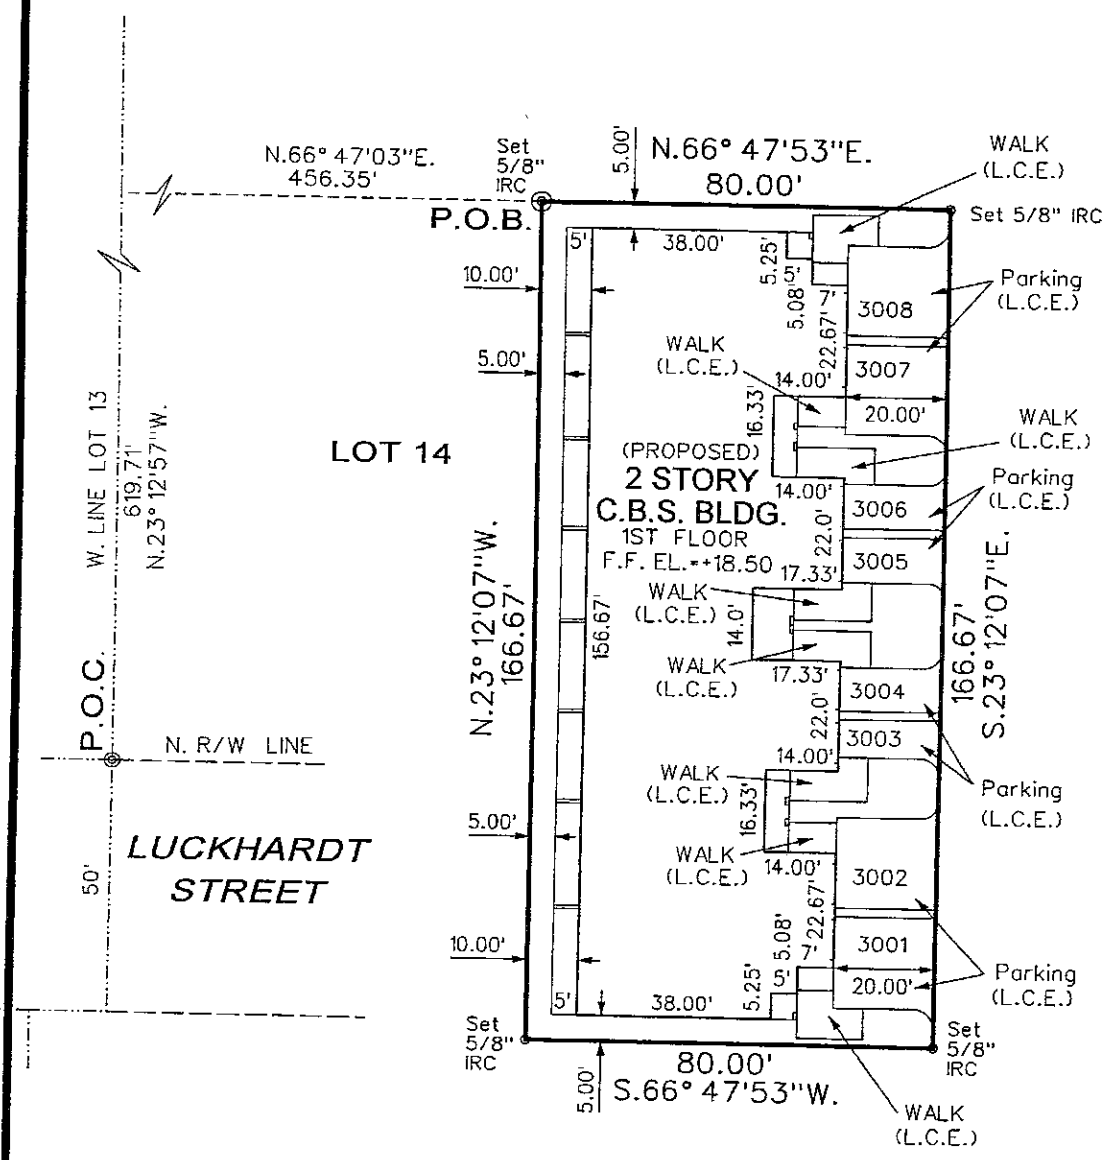 N.66° 47'03"E.
456.35'
Set
5/8"
IRC
5.00'
N.66° 47'53"E.
80.00'
WALK
(L.C.E.)
P.O.B.
Set 5/8" IRC
5'
38.00'
5.25'
5'
10.00'
5.08'
7'
3008
Parking
(L.C.E.)
22.67'
WALK
(L.C.E.)
5.00'
3007
14.00'
20.00'
16.33'
WALK
(L.C.E.)
W. LINE LOT 13
619.71'
N.23° 12'57"W.
LOT 14
(PROPOSED)
2 STORY
C.B.S. BLDG.
1ST FLOOR
F.F. EL.=+18.50
14.00'
Parking
(L.C.E.)
3006
22.0'
3005
17.33'
WALK
(L.C.E.)
14.0'
N.23° 12'07"W.
166.67'
156.67'
WALK
(L.C.E.)
17.33'
166.67'
S.23° 12'07"E.
3004
22.0'
3003
P.O.C.
N. R/W LINE
14.00'
WALK
(L.C.E.)
16.33'
Parking
(L.C.E.)
5.00'
LUCKHARDT
STREET
50'
WALK
(L.C.E.)
14.00'
3002
22.67'
10.00'
5.08'
7'
3001
5.25'
5'
20.00'
Parking
(L.C.E.)
5'
38.00'
Set
5/8"
IRC
Set
5/8"
IRC
5.00'
80.00'
S.66° 47'53"W.
WALK
(L.C.E.)